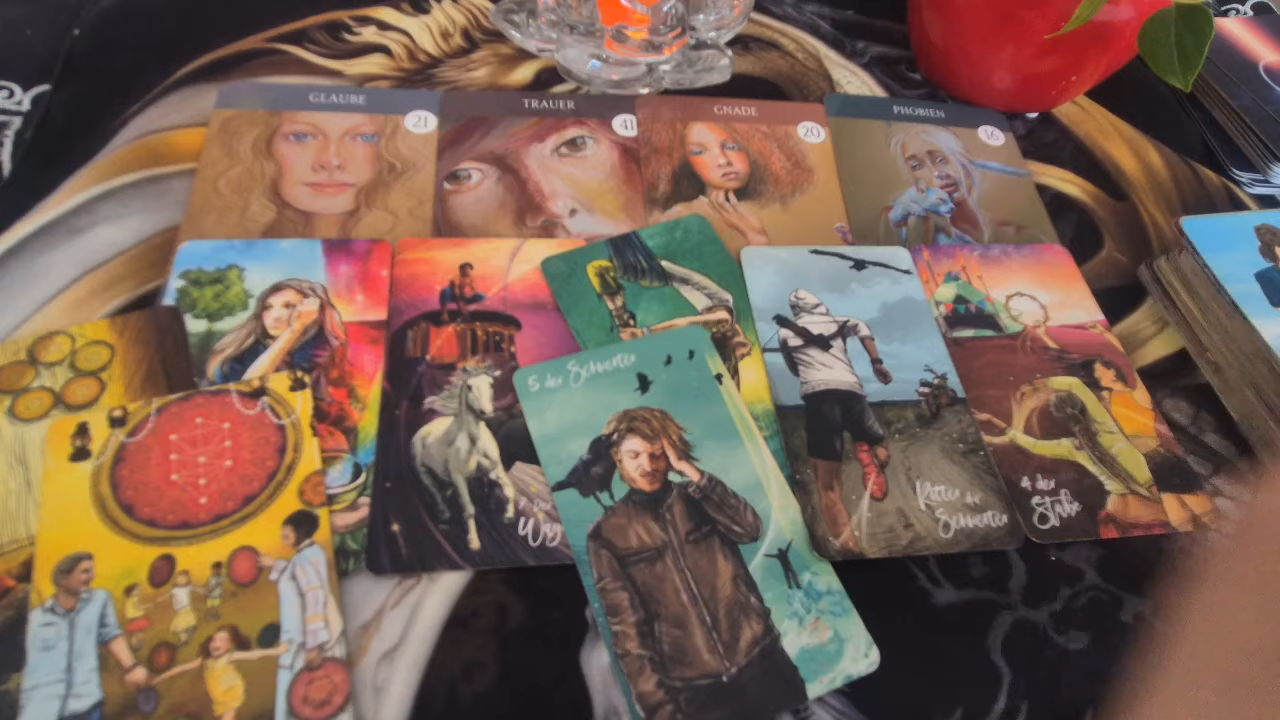 GLAUBE
21
TRAUER
41
GNADE
20
PHOBIEN
16
5 der Schwerter
Ritter der
Schwerter
4 der
Stäbe